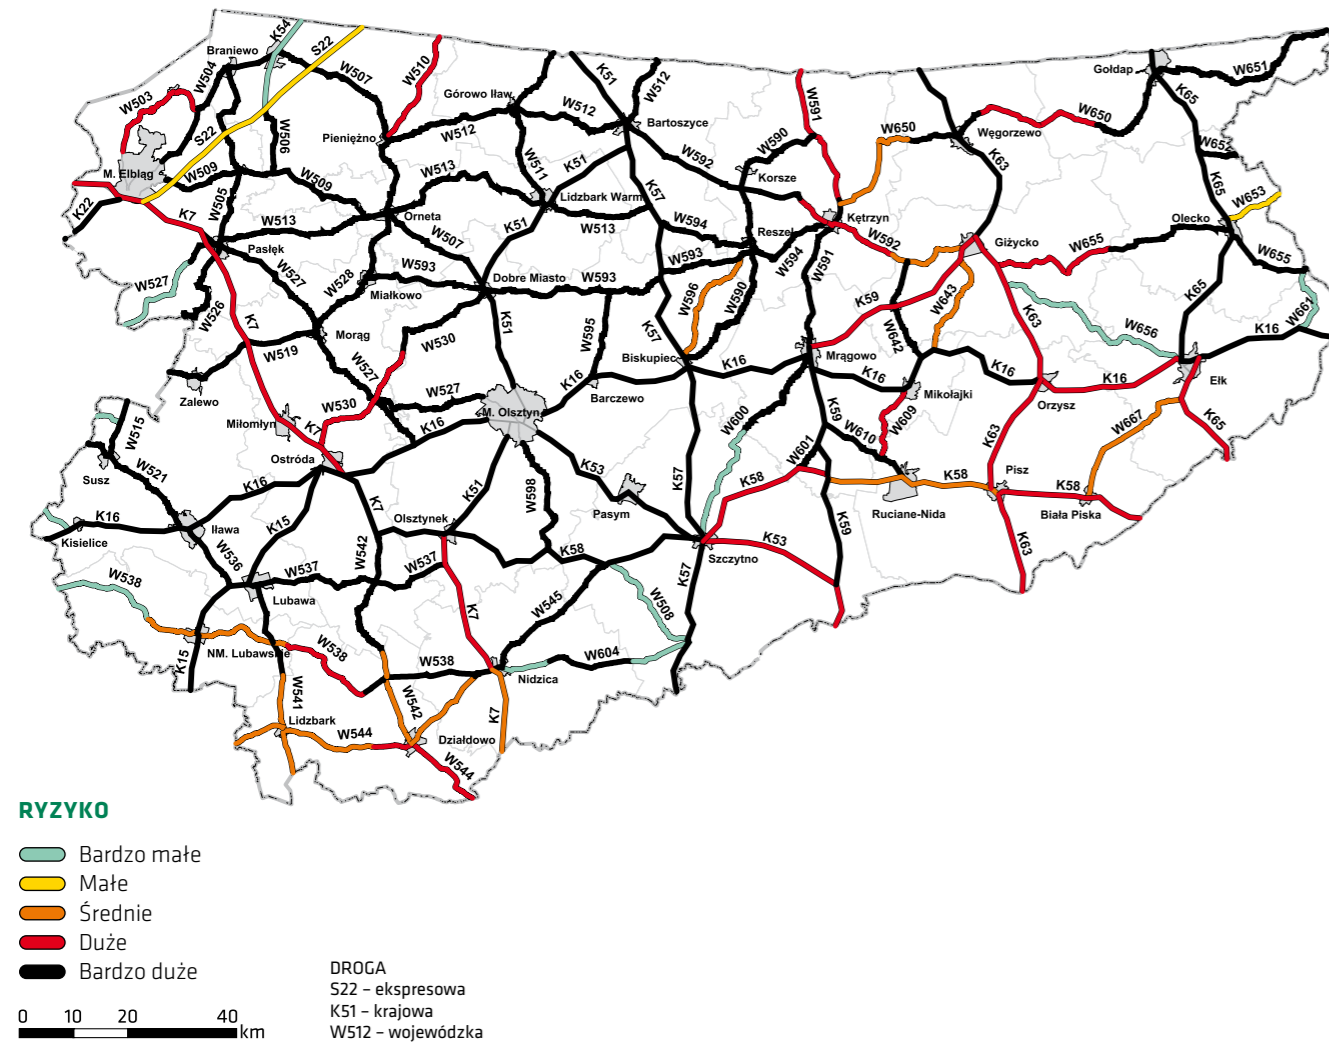 K54
S22
Braniewo
W504
W507
W510
W503
S22
W506
Pieniężno
Górowo Iław.
K51
W512
W512
Bartoszyce
W512
W590
W591
W650
Węgorzewo
W650
Gołdap
W651
K65
W652
M. Elbląg
W509
W509
W513
W511
K51
W592
Korsze
K63
K65
W653
K22
K7
W505
W513
Orneta
Lidzbark Warm.
K57
W513
W594
Reszel
Kętrzyn
W592
Giżycko
Olecko
W655
W655
Pasłęk
W507
K51
W593
W594
W591
W527
W527
W528
W593
Miałkowo
Dobre Miasto
W593
W596
W590
K59
W643
K63
K65
W661
W526
K7
Morąg
W530
K51
W595
K57
W642
W656
K16
W519
Biskupiec
K16
Mrągowo
Zalewo
W527
W527
K16
Barczewo
K16
Mikołajki
K16
Orzysz
K16
Ełk
Miłomłyn
W530
K7
M. Olsztyn
W600
K59
W610
W609
K63
W667
K65
W515
Ostróda
K16
Susz
W521
K16
K51
W598
K53
K57
K58
W601
K58
Pisz
K58
Pasym
Ruciane-Nida
Biała Piska
K16
Kisielice
Iława
K15
K7
Olsztynek
K58
Szczytno
K53
K59
K63
W536
W537
W542
W537
K57
W538
Lubawa
K7
W545
W508
K15
NM. Lubawskie
W538
W538
Nidzica
W604
W541
W542
K7
Lidzbark
W544
Działdowo
W544
RYZYKO
Bardzo małe
Małe
Średnie
Duże
Bardzo duże
0 10 20 40 km
DROGA
S22 – ekspresowa
K51 – krajowa
W512 – wojewódzka